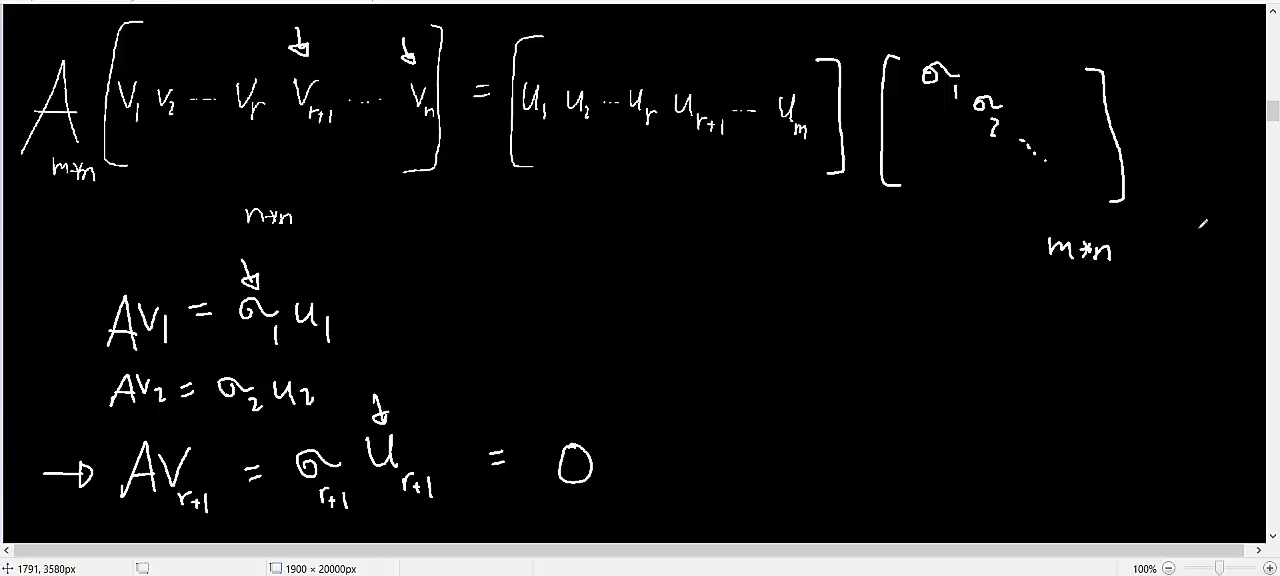 A [ V1 V2 ... Vr Vr+1 ... Vn ] = [ U1 U2 ... Ur Ur+1 ... Um ] [ σ1 σ2 ... ]
m*n
n*n
m*n
AV1 = σ1 U1
AV2 = σ2 U2
→ AVr+1 = σr+1 Ur+1 = 0
1791, 3580px 1900 × 20000px 100%